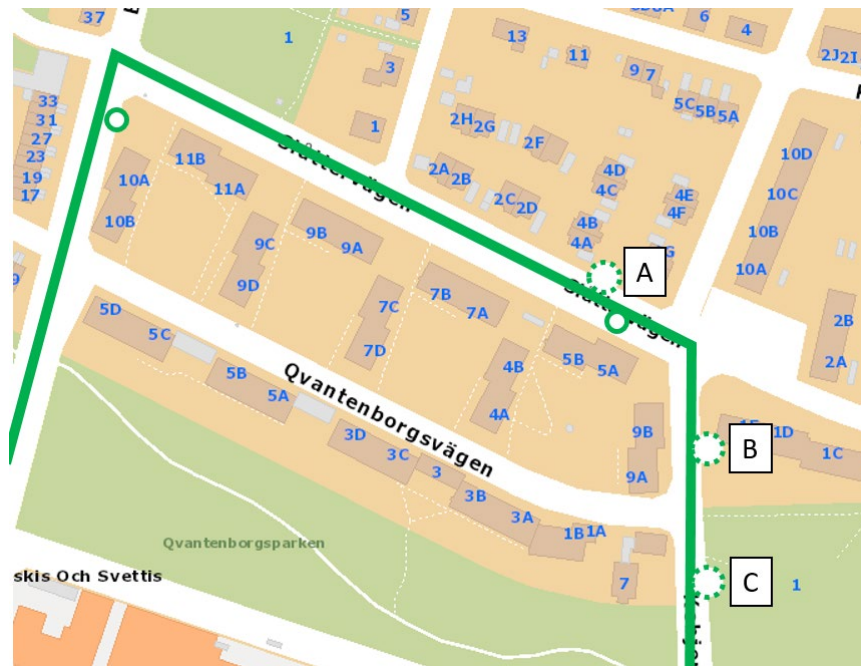 37
5
6
4
1
3
13
11
9 7
2J 2I
33
31
27
23
19
17
5C 5B 5A
2H 2G
2F
1
10D
11B
10A
11A
2A 2B
4D
4C
4E
4F
10C
2C 2D
4B
4A
10B
10B
9B
9C
9A
Slåttervägen
10A
A
9D
7B
7A
7C
Slåttervägen
2B
5D
5C
7D
5B
5A
2A
4B
5B
5A
Qvantenborgsvägen
4A
9B
1D
1C
B
3D
3C
3
9A
3B
3A
1B 1A
Qvantenborgsparken
skis Och Svettis
7
C
1